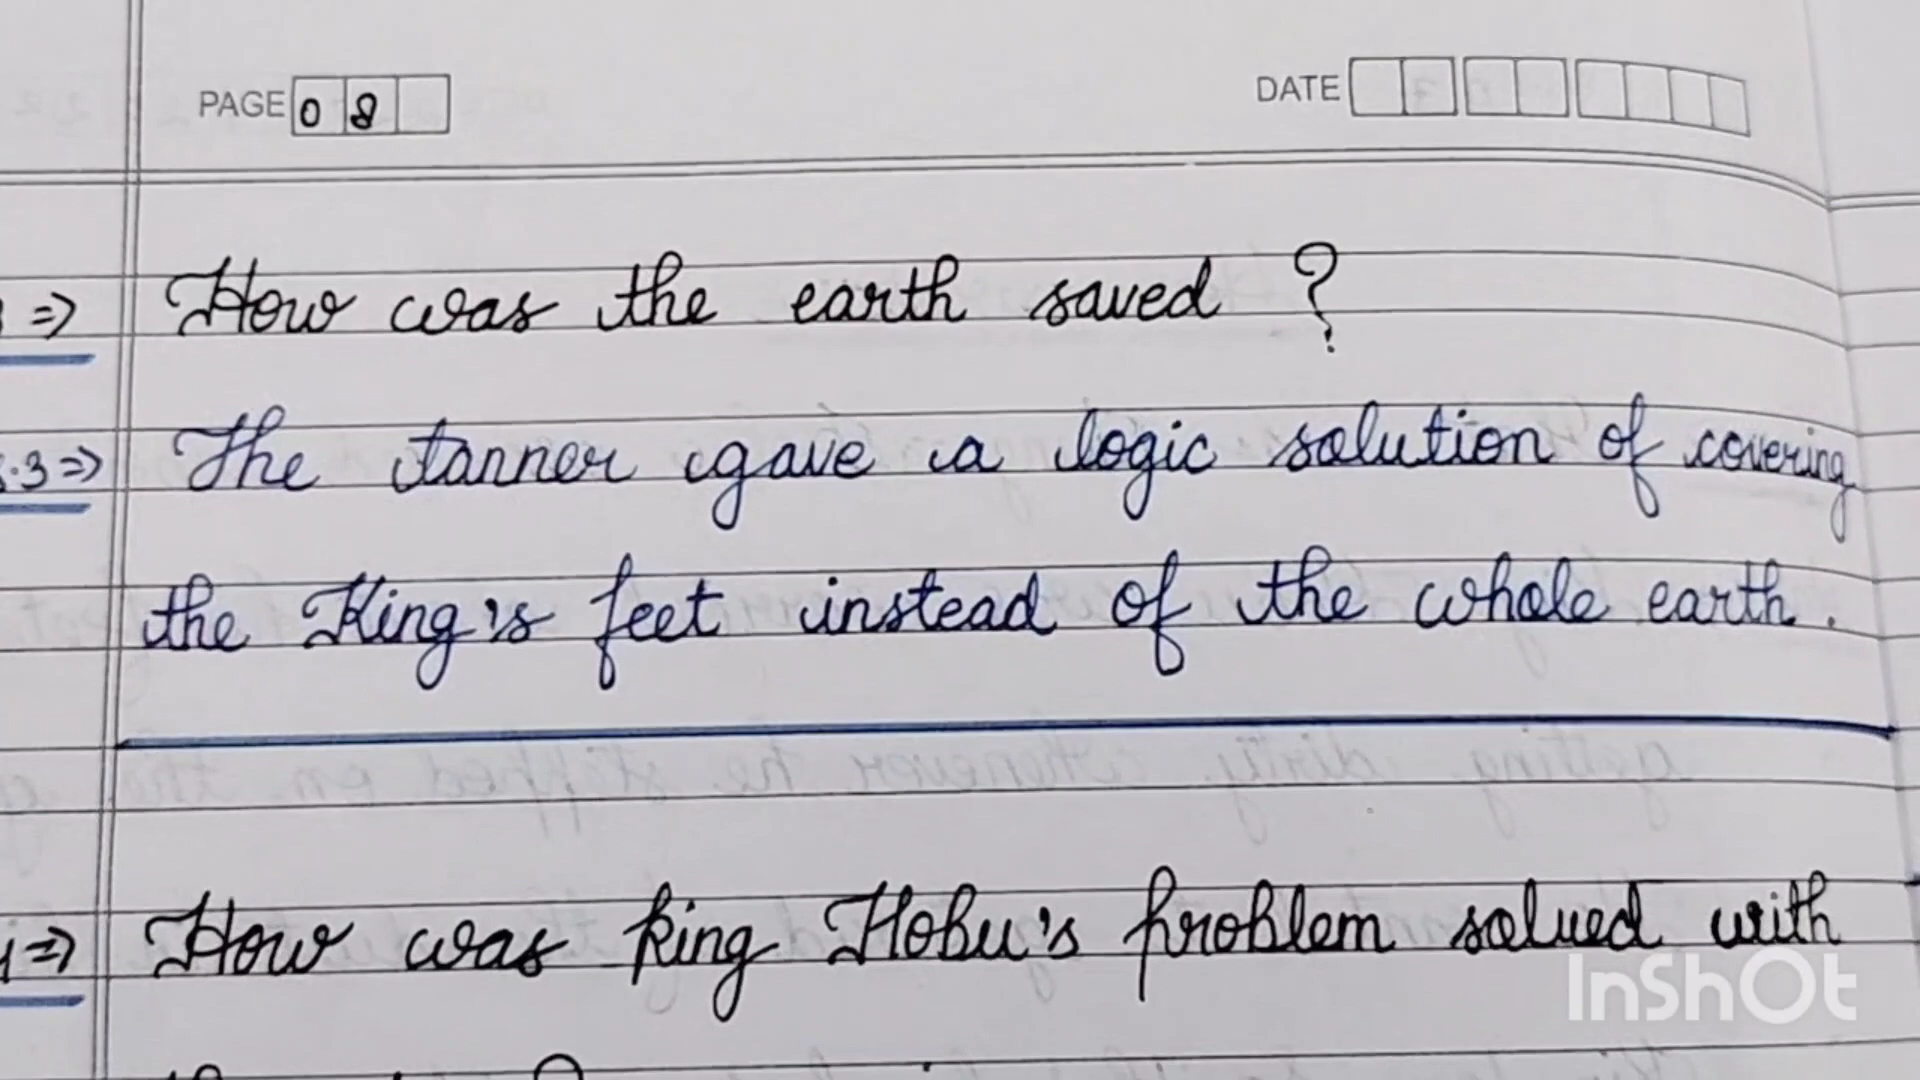 PAGE 08
DATE
=> How was the earth saved ?
.3 => The tanner gave a logic solution of covering
the King's feet instead of the whole earth.
=> How was king Hobu's problem solved with
InShOt